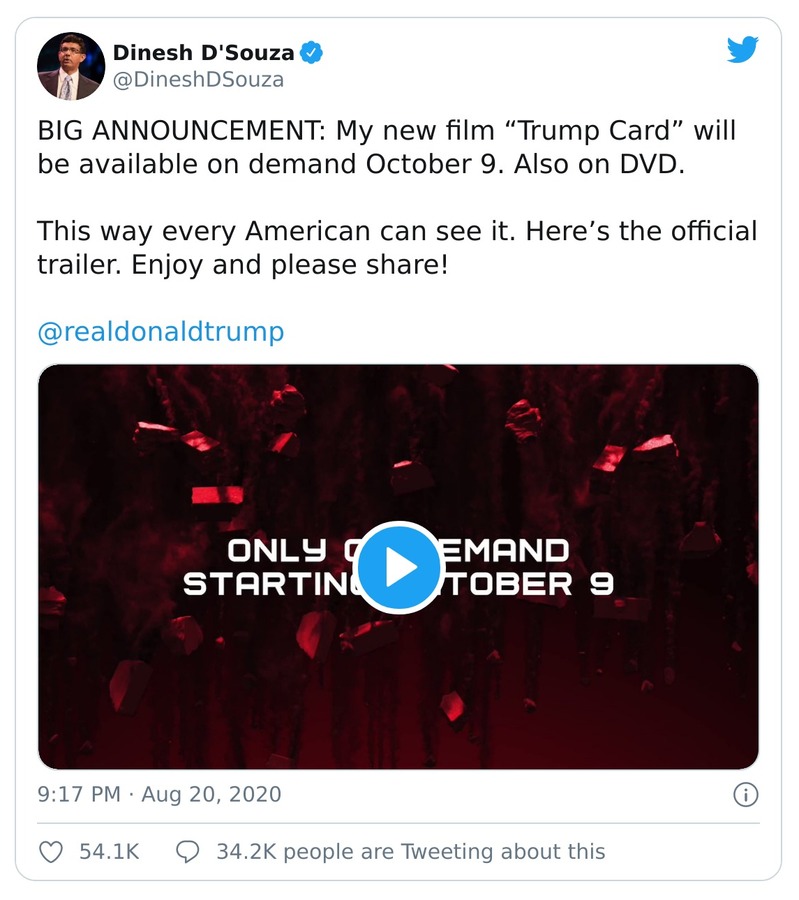 Dinesh D'Souza
@DineshDSouza
BIG ANNOUNCEMENT: My new film “Trump Card” will
be available on demand October 9. Also on DVD.
This way every American can see it. Here’s the official
trailer. Enjoy and please share!
@realdonaldtrump
ONLY EMAND
STARTIN TOBER 9
9:17 PM · Aug 20, 2020
54.1K 34.2K people are Tweeting about this